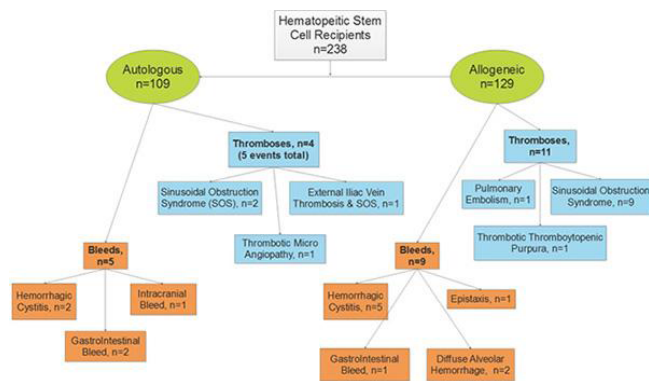 Hematopeitic Stem
Cell Recipients
n=238
Autologous
n=109
Allogeneic
n=129
Thromboses, n=4
(5 events total)
Thromboses,
n=11
Sinusoidal Obstruction
Syndrome (SOS), n=2
External Iliac Vein
Thrombosis & SOS, n=1
Pulmonary
Embolism, n=1
Sinusoidal Obstruction
Syndrome, n=9
Thrombotic Micro
Angiopathy, n=1
Thrombotic Thromboytopenic
Purpura, n=1
Bleeds,
n=5
Bleeds,
n=9
Hemorrhagic
Cystitis, n=2
Intracranial
Bleed, n=1
Hemorrhagic
Cystitis, n=5
Epistaxis, n=1
GastroIntestinal
Bleed, n=2
GastroIntestinal
Bleed, n=1
Diffuse Alveolar
Hemorrhage, n=2